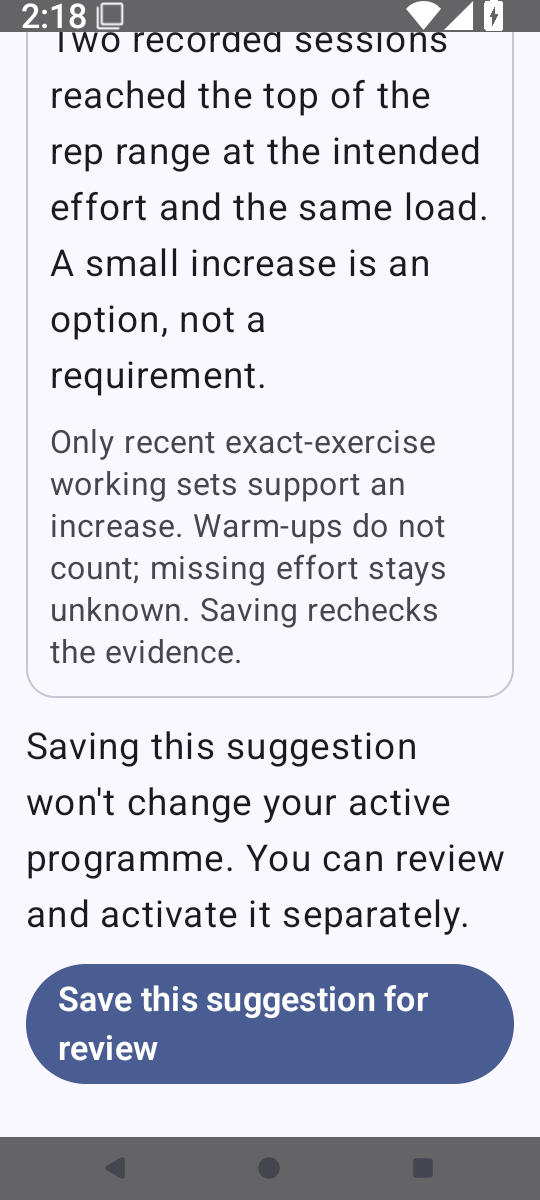 2:18
Two recorded sessions
reached the top of the
rep range at the intended
effort and the same load.
A small increase is an
option, not a
requirement.
Only recent exact-exercise
working sets support an
increase. Warm-ups do not
count; missing effort stays
unknown. Saving rechecks
the evidence.
Saving this suggestion
won't change your active
programme. You can review
and activate it separately.
Save this suggestion for
review